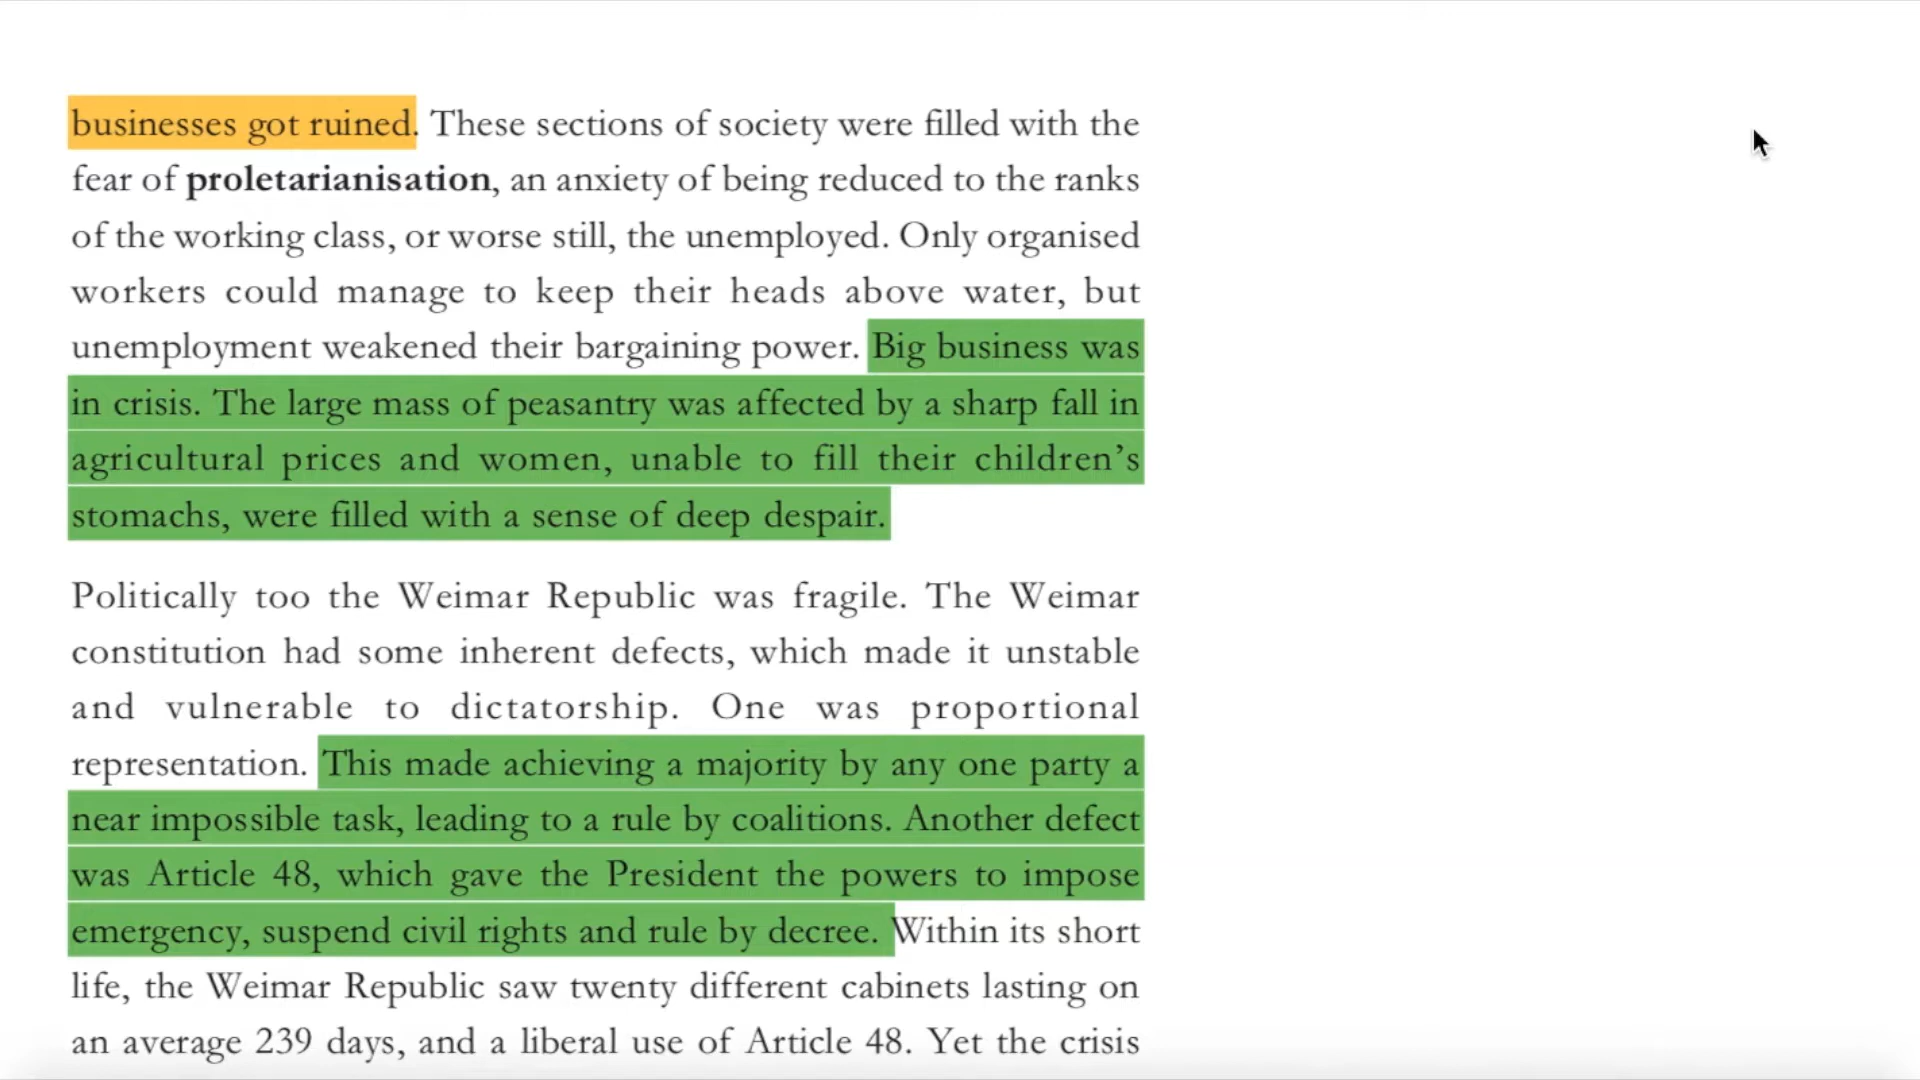 businesses got ruined. These sections of society were filled with the
fear of proletarianisation, an anxiety of being reduced to the ranks
of the working class, or worse still, the unemployed. Only organised
workers could manage to keep their heads above water, but
unemployment weakened their bargaining power. Big business was
in crisis. The large mass of peasantry was affected by a sharp fall in
agricultural prices and women, unable to fill their children’s
stomachs, were filled with a sense of deep despair.
Politically too the Weimar Republic was fragile. The Weimar
constitution had some inherent defects, which made it unstable
and vulnerable to dictatorship. One was proportional
representation. This made achieving a majority by any one party a
near impossible task, leading to a rule by coalitions. Another defect
was Article 48, which gave the President the powers to impose
emergency, suspend civil rights and rule by decree. Within its short
life, the Weimar Republic saw twenty different cabinets lasting on
an average 239 days, and a liberal use of Article 48. Yet the crisis